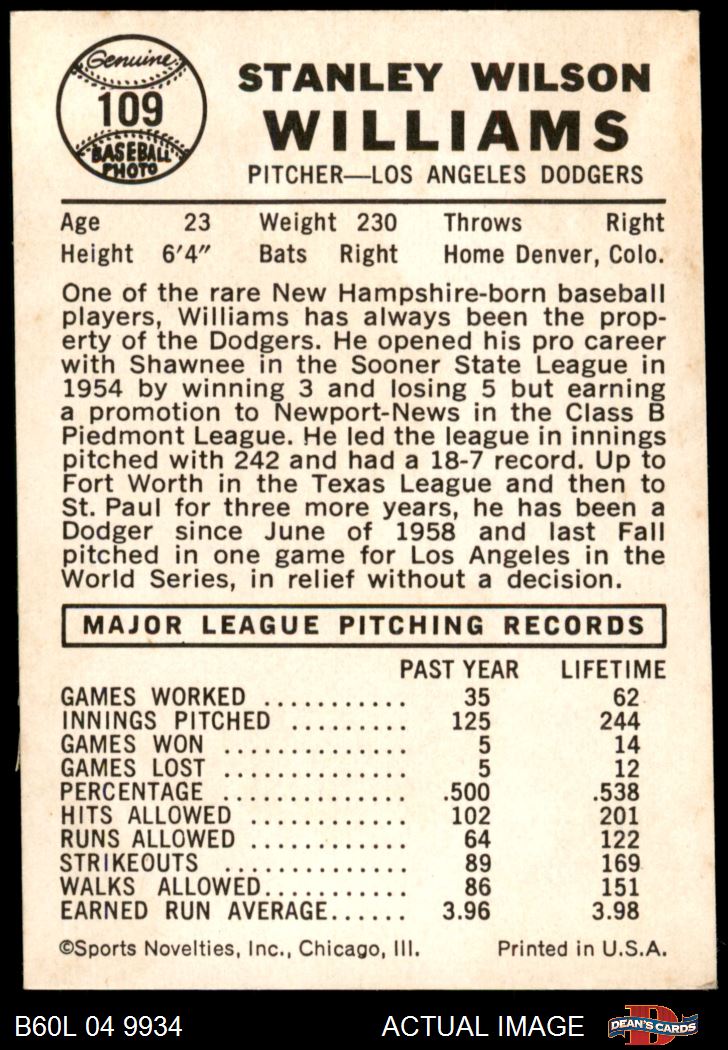 Genuine
109
BASEBALL
PHOTO
STANLEY WILSON
WILLIAMS
PITCHER—LOS ANGELES DODGERS
Age 23 Weight 230 Throws Right
Height 6'4" Bats Right Home Denver, Colo.
One of the rare New Hampshire-born baseball
players, Williams has always been the prop-
erty of the Dodgers. He opened his pro career
with Shawnee in the Sooner State League in
1954 by winning 3 and losing 5 but earning
a promotion to Newport-News in the Class B
Piedmont League. He led the league in innings
pitched with 242 and had a 18-7 record. Up to
Fort Worth in the Texas League and then to
St. Paul for three more years, he has been a
Dodger since June of 1958 and last Fall
pitched in one game for Los Angeles in the
World Series, in relief without a decision.
MAJOR LEAGUE PITCHING RECORDS
PAST YEAR LIFETIME
GAMES WORKED ........... 35 62
INNINGS PITCHED ......... 125 244
GAMES WON .............. 5 14
GAMES LOST .............. 5 12
PERCENTAGE .............. .500 .538
HITS ALLOWED ............ 102 201
RUNS ALLOWED ............ 64 122
STRIKEOUTS .............. 89 169
WALKS ALLOWED........... 86 151
EARNED RUN AVERAGE...... 3.96 3.98
©Sports Novelties, Inc., Chicago, Ill. Printed in U.S.A.
B60L 04 9934 ACTUAL IMAGE DEAN'S CARDS